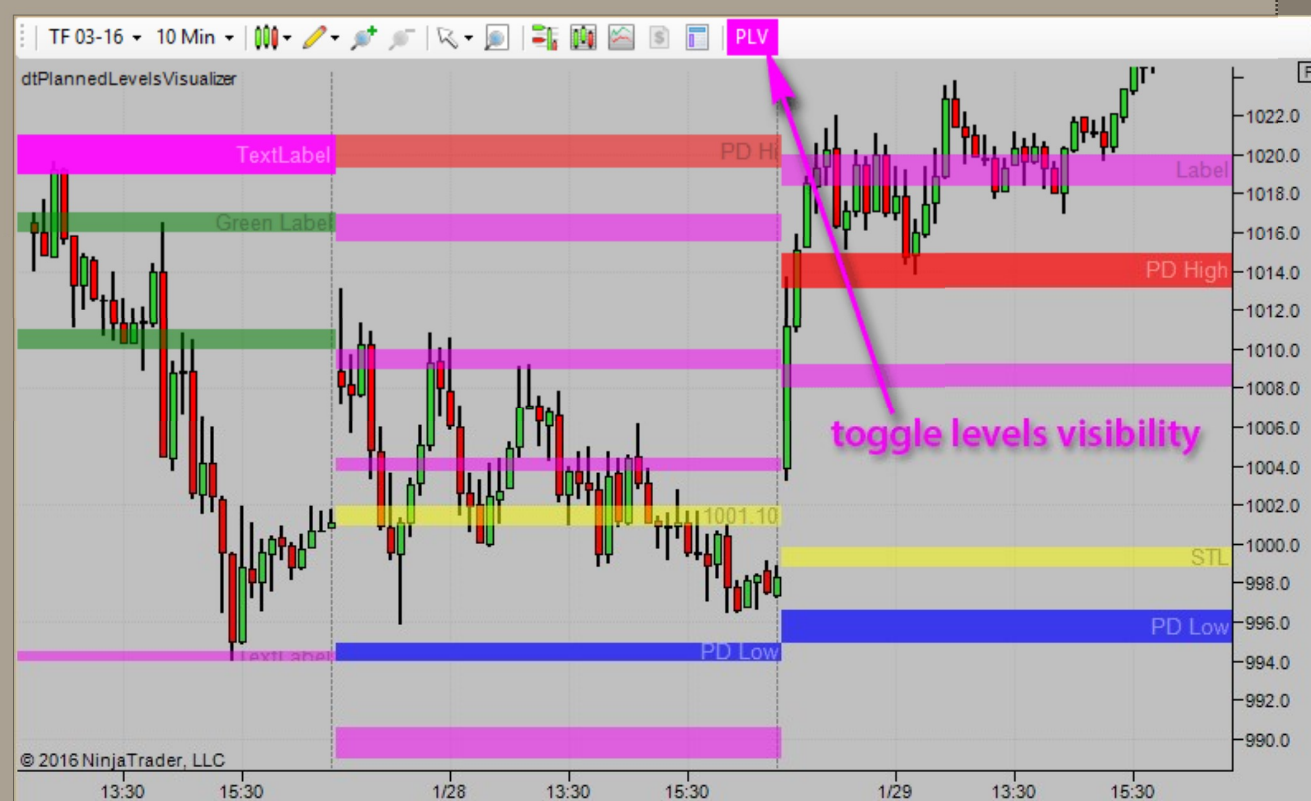 TF 03-16 10 Min PLV
dtPlannedLevelsVisualizer
1022.0
TextLabel PD Hi 1020.0
Label
1018.0
Green Label
1016.0
PD High 1014.0
1012.0
1010.0
1008.0
toggle levels visibility
1006.0
1004.0
1002.0
1001.10
1000.0
STL
998.0
996.0
PD Low
PD Low
TextLabel 994.0
992.0
990.0
© 2016 NinjaTrader, LLC
13:30 15:30 1/28 13:30 15:30 1/29 13:30 15:30